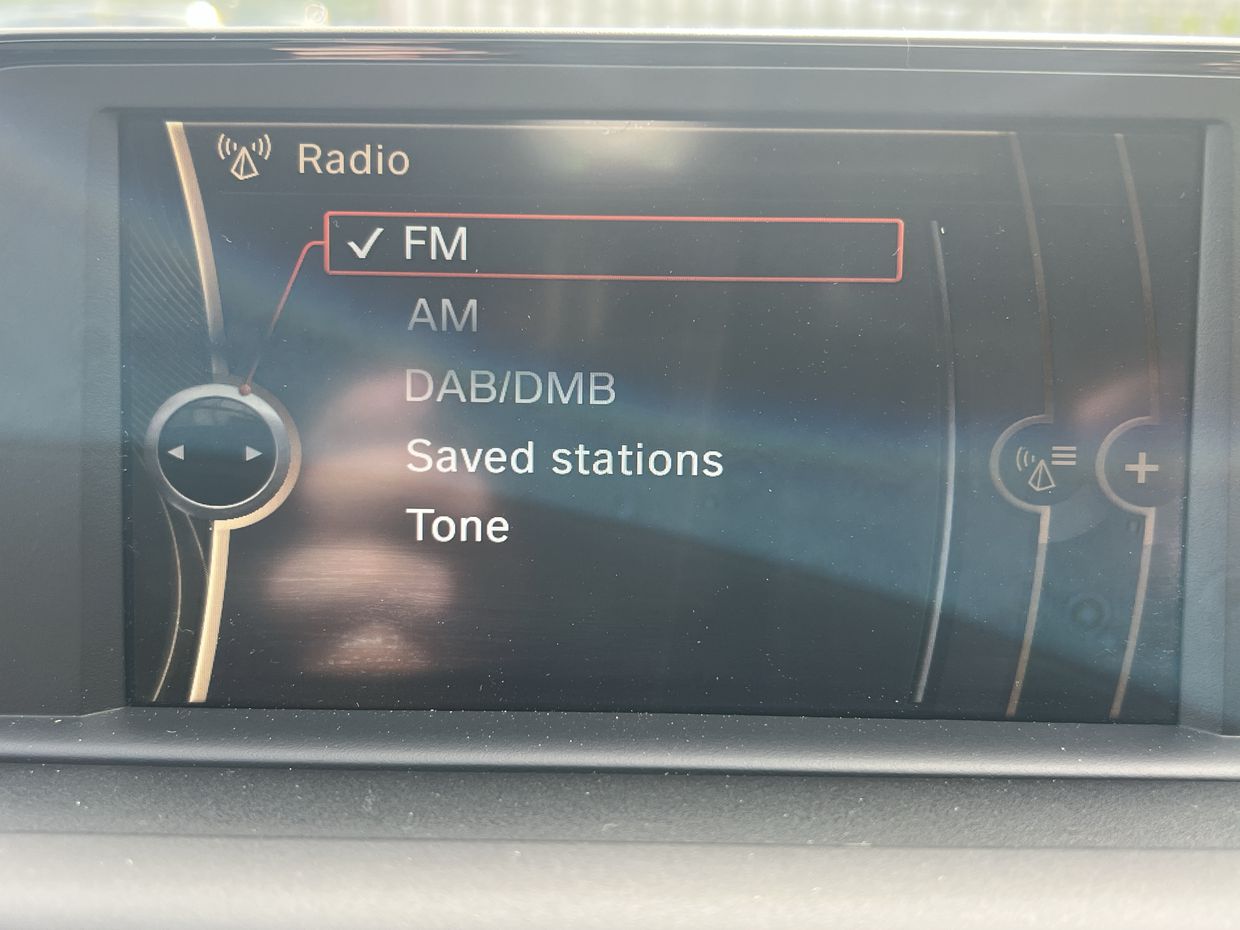 Radio
FM
AM
DAB/DMB
Saved stations
Tone